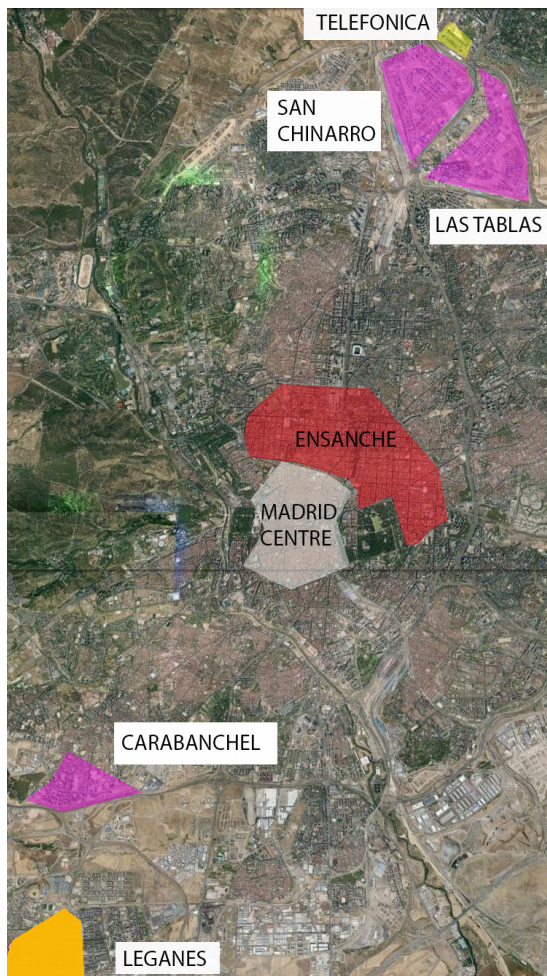 TELEFONICA
SAN
CHINARRO
LAS TABLAS
ENSANCHE
MADRID
CENTRE
CARABANCHEL
LEGANES